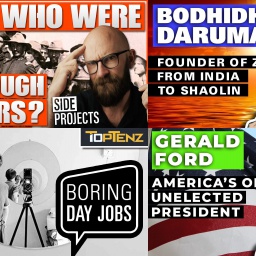 WHO WERE
OUGH
RS?
SIDE
PROJECTS
BODHIDH
DARUMA
FOUNDER OF Z
FROM INDIA
TO SHAOLIN
TOPTENZ
BORING
DAY JOBS
GERALD
FORD
AMERICA'S O
UNELECTED
PRESIDENT